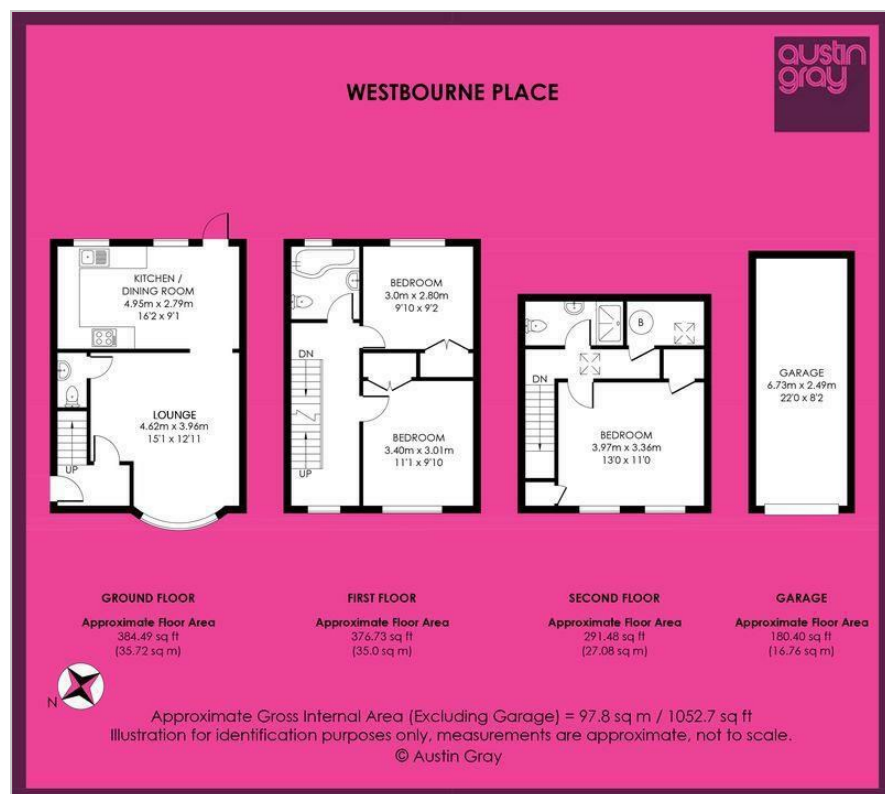 austin
gray
WESTBOURNE PLACE
KITCHEN /
DINING ROOM
4.95m x 2.79m
16'2 x 9'1
LOUNGE
4.62m x 3.96m
15'1 x 12'11
UP
BEDROOM
3.0m x 2.80m
9'10 x 9'2
DN
UP
BEDROOM
3.40m x 3.01m
11'1 x 9'10
B
DN
BEDROOM
3.97m x 3.36m
13'0 x 11'0
GARAGE
6.73m x 2.49m
22'0 x 8'2
GROUND FLOOR
Approximate Floor Area
384.49 sq ft
(35.72 sq m)
FIRST FLOOR
Approximate Floor Area
376.73 sq ft
(35.0 sq m)
SECOND FLOOR
Approximate Floor Area
291.48 sq ft
(27.08 sq m)
GARAGE
Approximate Floor Area
180.40 sq ft
(16.76 sq m)
N
Approximate Gross Internal Area (Excluding Garage) = 97.8 sq m / 1052.7 sq ft
Illustration for identification purposes only, measurements are approximate, not to scale.
© Austin Gray